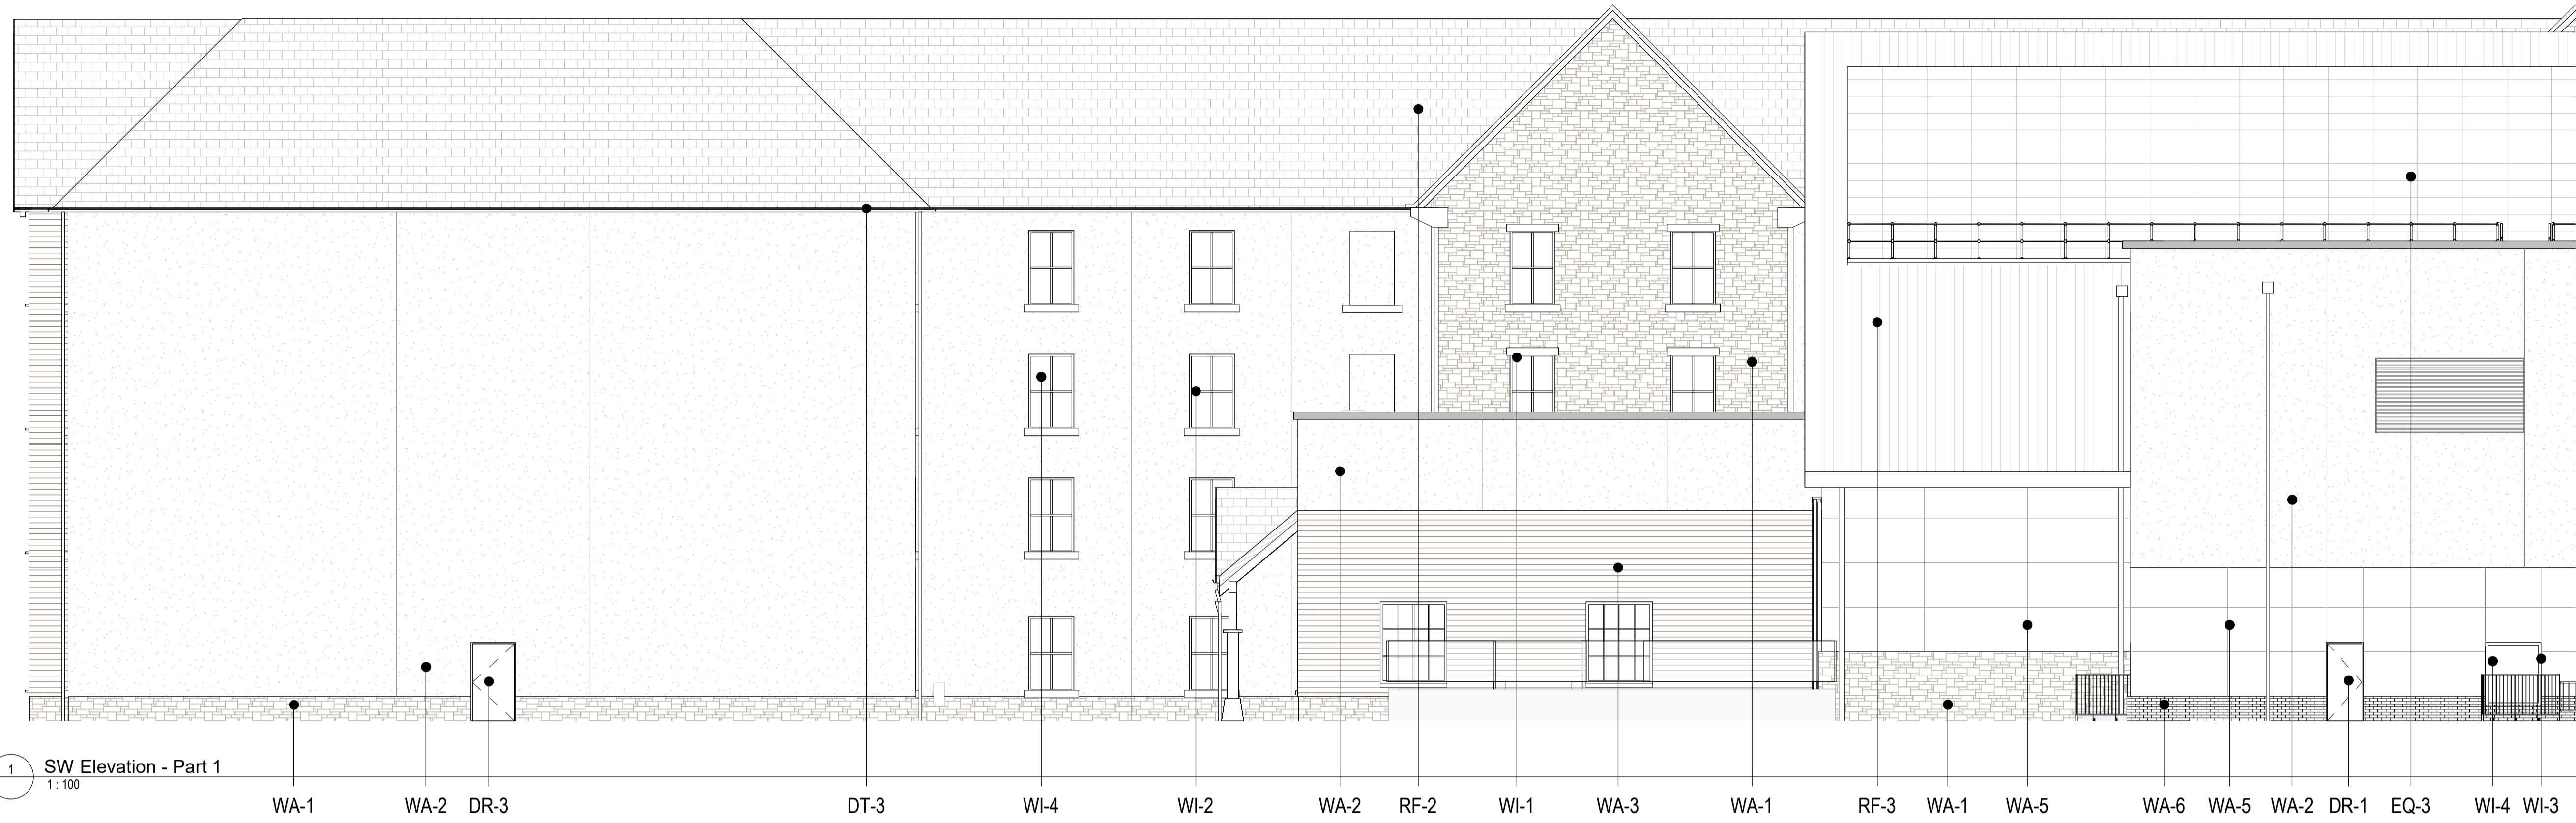 1
SW Elevation - Part 1
1 : 100
WA-1 WA-2 DR-3 DT-3 WI-4 WI-2 WA-2 RF-2 WI-1 WA-3 WA-1 RF-3 WA-1 WA-5 WA-6 WA-5 WA-2 DR-1 EQ-3 WI-4 WI-3